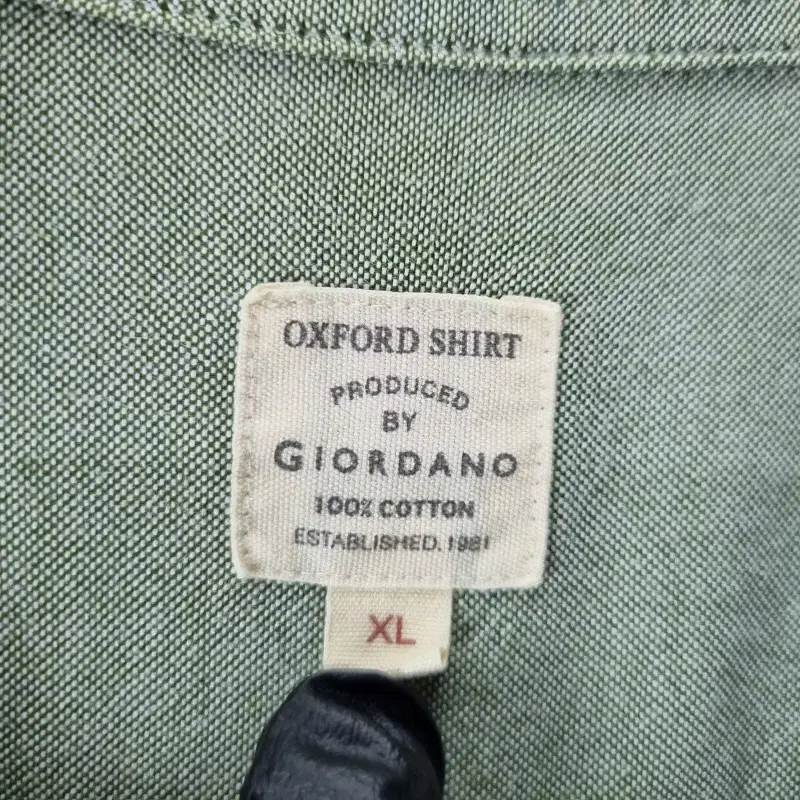 OXFORD SHIRT
PRODUCED
BY
GIORDANO
100% COTTON
ESTABLISHED. 1981
XL